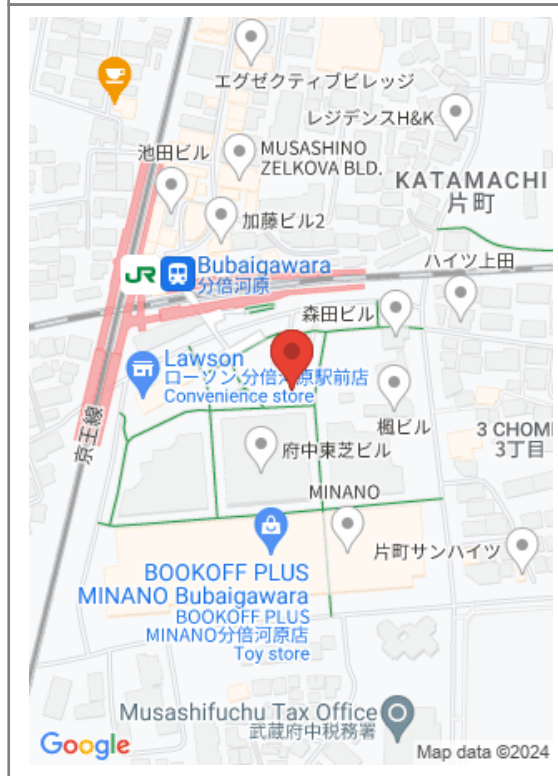 エグゼクティブビレッジ
レジデンスH&K
池田ビル
MUSASHINO
ZELKOVA BLD.
KATAMACHI
片町
加藤ビル2
ハイツ上田
JR
Bubaigawara
分倍河原
森田ビル
Lawson
ローソン 分倍河原駅前店
Convenience store
楓ビル
京王線
3 CHOME
3丁目
府中東芝ビル
MINANO
片町サンハイツ
BOOKOFF PLUS
MINANO Bubaigawara
BOOKOFF PLUS
MINANO分倍河原店
Toy store
Musashifuchu Tax Office
武蔵府中税務署
Google
Map data ©2024